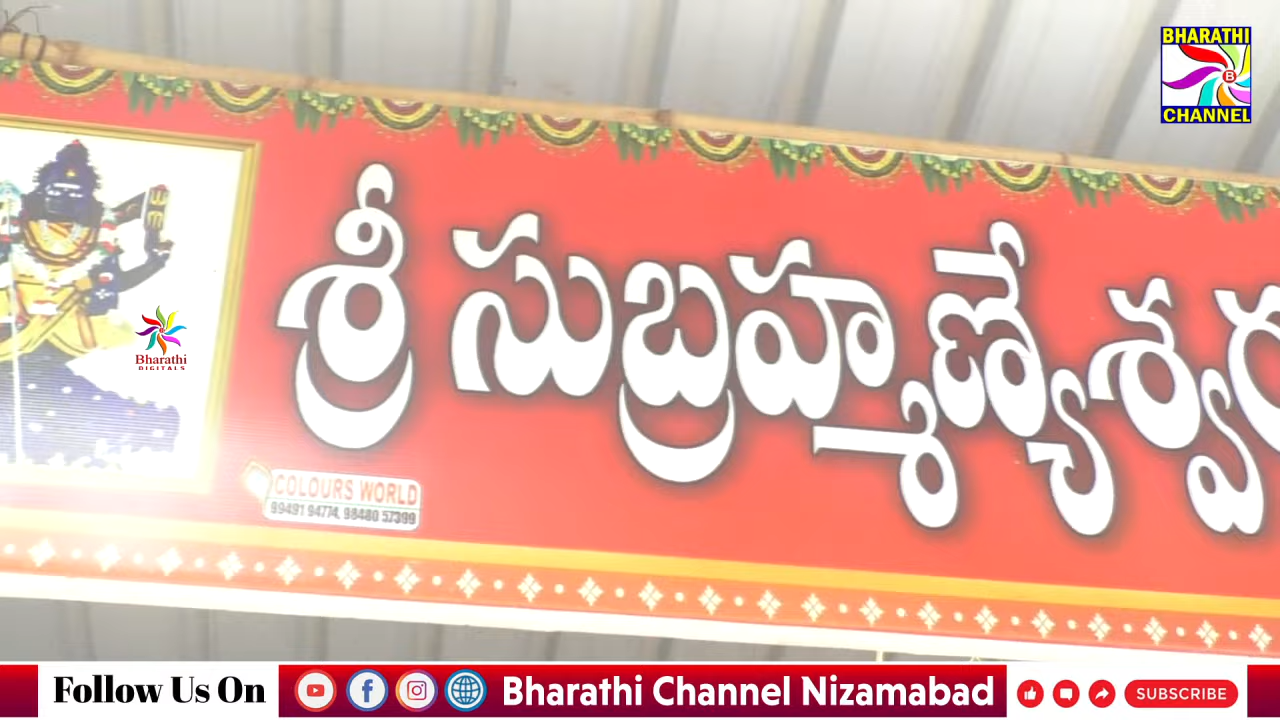 BHARATHI
CHANNEL
శ్రీ సుబ్రహ్మణ్యేశ్వర
Bharathi
DIGITALS
COLOURS WORLD
99491 94774, 98480 57399
Follow Us On
Bharathi Channel Nizamabad
SUBSCRIBE